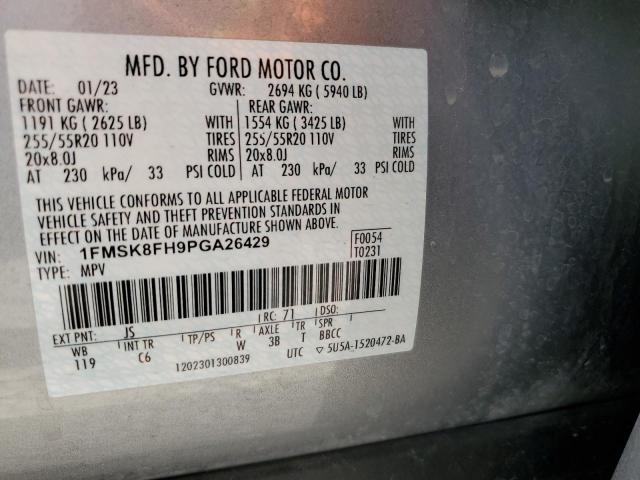 MFD. BY FORD MOTOR CO.
DATE: 01/23 GVWR: 2694 KG ( 5940 LB)
FRONT GAWR: REAR GAWR:
1191 KG ( 2625 LB) WITH 1554 KG ( 3425 LB) WITH
255/55R20 110V TIRES 255/55R20 110V TIRES
20x8.0J RIMS 20x8.0J RIMS
AT 230 kPa/ 33 PSI COLD AT 230 kPa/ 33 PSI COLD
THIS VEHICLE CONFORMS TO ALL APPLICABLE FEDERAL MOTOR
VEHICLE SAFETY AND THEFT PREVENTION STANDARDS IN
EFFECT ON THE DATE OF MANUFACTURE SHOWN ABOVE.
VIN: 1FMSK8FH9PGA26429 F0054
TYPE: MPV T0231
EXT PNT: JS RC: 71 DSO:
WB INT TR TP/PS R AXLE TR SPR
119 C6 W 3B T BBCC
1202301300839 UTC ▽ 5U5A-1520472-BA